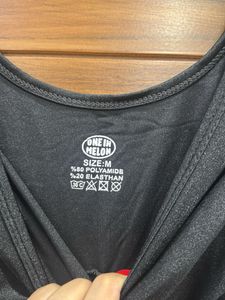 ONE IN
MELON
SIZE:M
%80 POLYAMIDE
%20 ELASTHAN